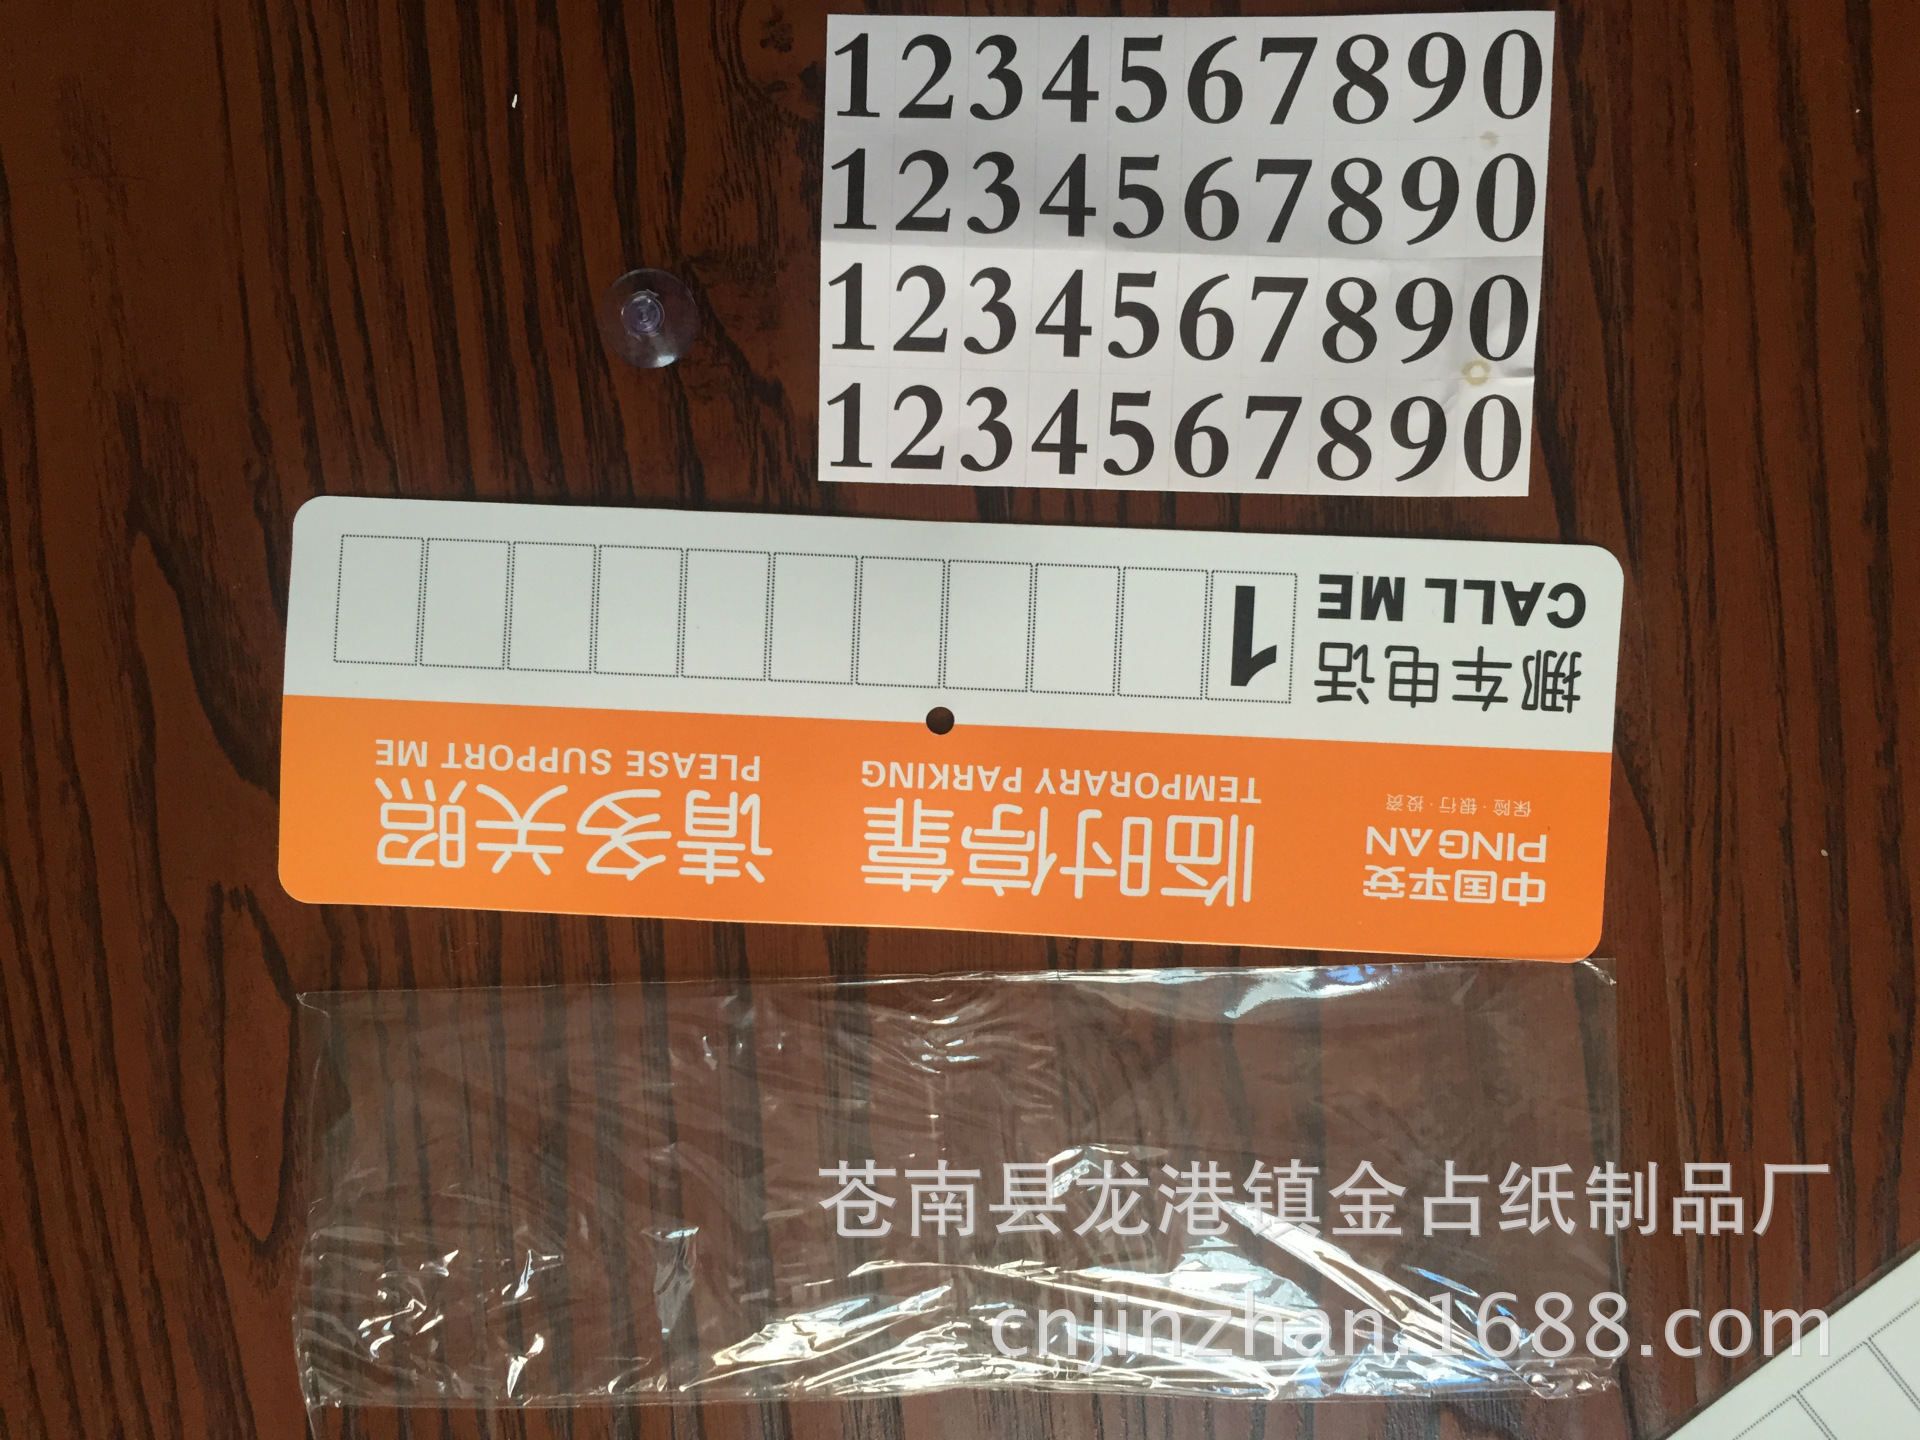 1234567890
1234567890
1234567890
1234567890
中国平安
PING AN
保险·银行·投资
临时停靠
TEMPORARY PARKING
请多关照
PLEASE SUPPORT ME
挪车电话
CALL ME
1
苍南县龙港镇金占纸制品厂
cnjinzhan.1688.com